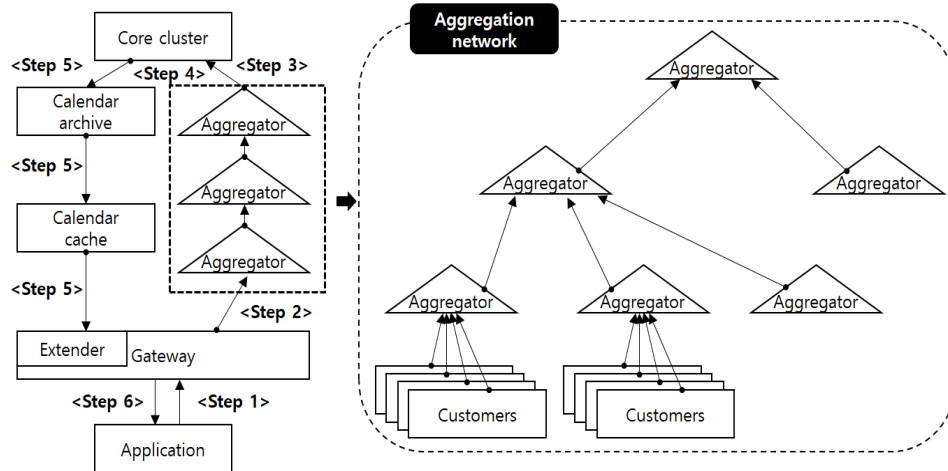 Core cluster
<Step 5>
<Step 4>
<Step 3>
Calendar
archive
Aggregator
<Step 5>
Aggregator
Calendar
cache
Aggregator
<Step 5>
<Step 2>
Extender
Gateway
<Step 6>
<Step 1>
Application
Aggregation
network
Aggregator
Aggregator
Aggregator
Aggregator
Aggregator
Aggregator
Customers
Customers